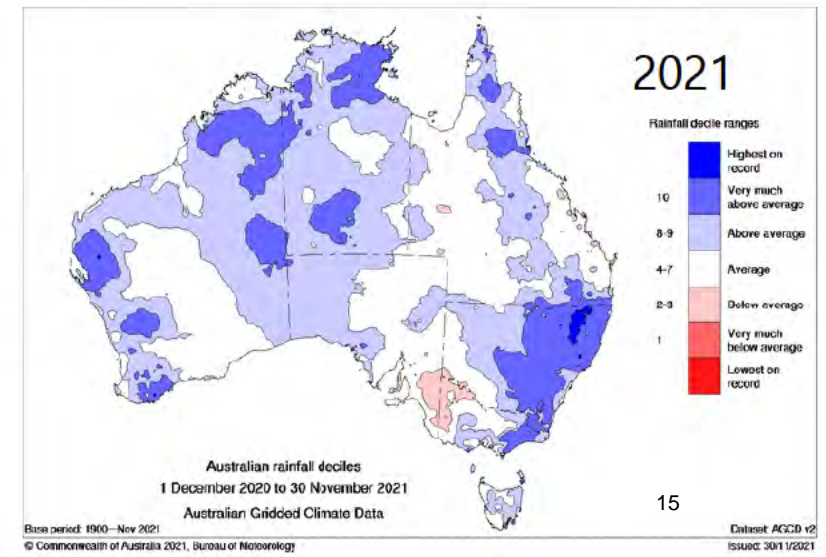 2021
Rainfall decile ranges
Highest on
record
10
Very much
above average
8-9
Above average
4-7
Average
2-3
Below average
1
Very much
below average
Lowest on
record
Australian rainfall deciles
1 December 2020 to 30 November 2021
Australian Gridded Climate Data
15
Base period: 1900—Nov 2021
Dataset: AGCD v2
© Commonwealth of Australia 2021, Bureau of Meteorology
Issued: 30/11/2021